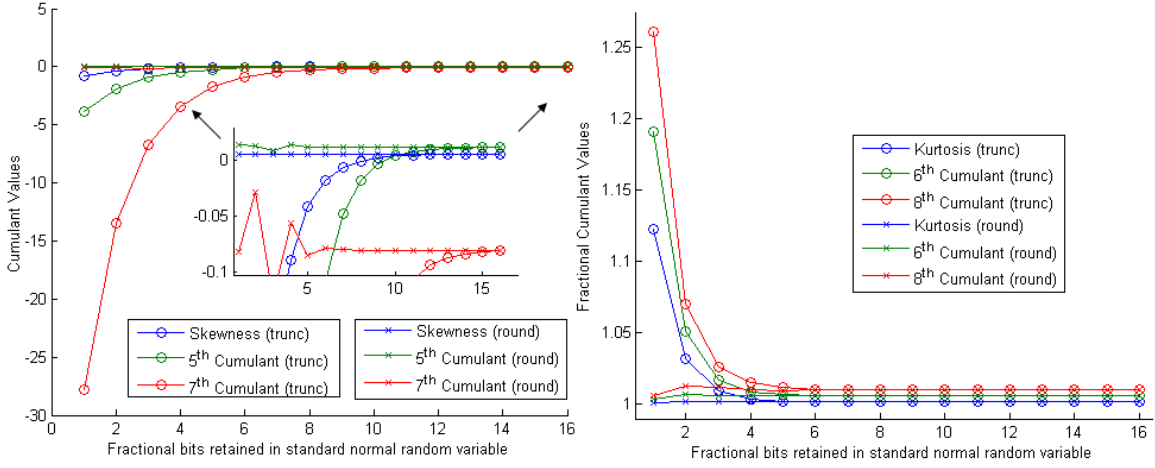 5
0
-5
-10
-15
-20
-25
-30
Cumulant Values
0 2 4 6 8 10 12 14 16
Fractional bits retained in standard normal random variable
0
-0.05
-0.1
5 10 15
Skewness (trunc)
5th Cumulant (trunc)
7th Cumulant (trunc)
Skewness (round)
5th Cumulant (round)
7th Cumulant (round)
1.25
1.2
1.15
1.1
1.05
1
Fractional Cumulant Values
2 4 6 8 10 12 14 16
Fractional bits retained in standard normal random variable
Kurtosis (trunc)
6th Cumulant (trunc)
8th Cumulant (trunc)
Kurtosis (round)
6th Cumulant (round)
8th Cumulant (round)